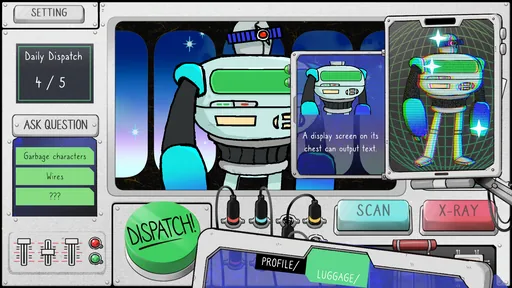 SETTING
Daily Dispatch
4 / 5
ASK QUESTION
Garbage characters
Wires
???
A display screen on its
chest can output text.
DISPATCH!
SCAN
X-RAY
PROFILE/
LUGGAGE/